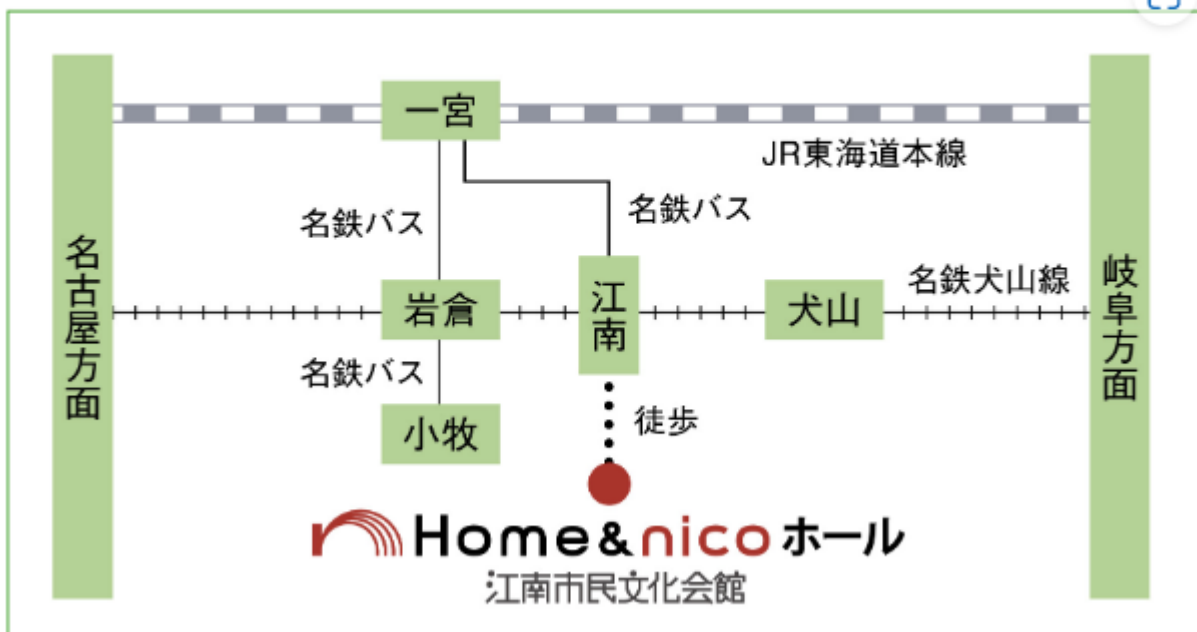 一宮
JR東海道本線
名鉄バス
名鉄バス
名古屋方面
岩倉
江南
犬山
名鉄犬山線
岐阜方面
名鉄バス
小牧
徒歩
Home&nicoホール
江南市民文化会館